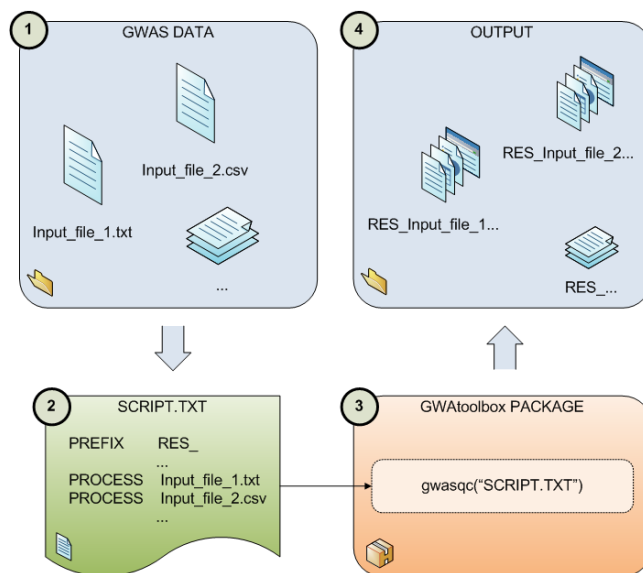 1
GWAS DATA
Input_file_2.csv
Input_file_1.txt
...
4
OUTPUT
RES_Input_file_2...
RES_Input_file_1...
RES_...
2
SCRIPT.TXT
PREFIX RES_
...
PROCESS Input_file_1.txt
PROCESS Input_file_2.csv
...
3
GWAtoolbox PACKAGE
gwasqc(“SCRIPT.TXT”)